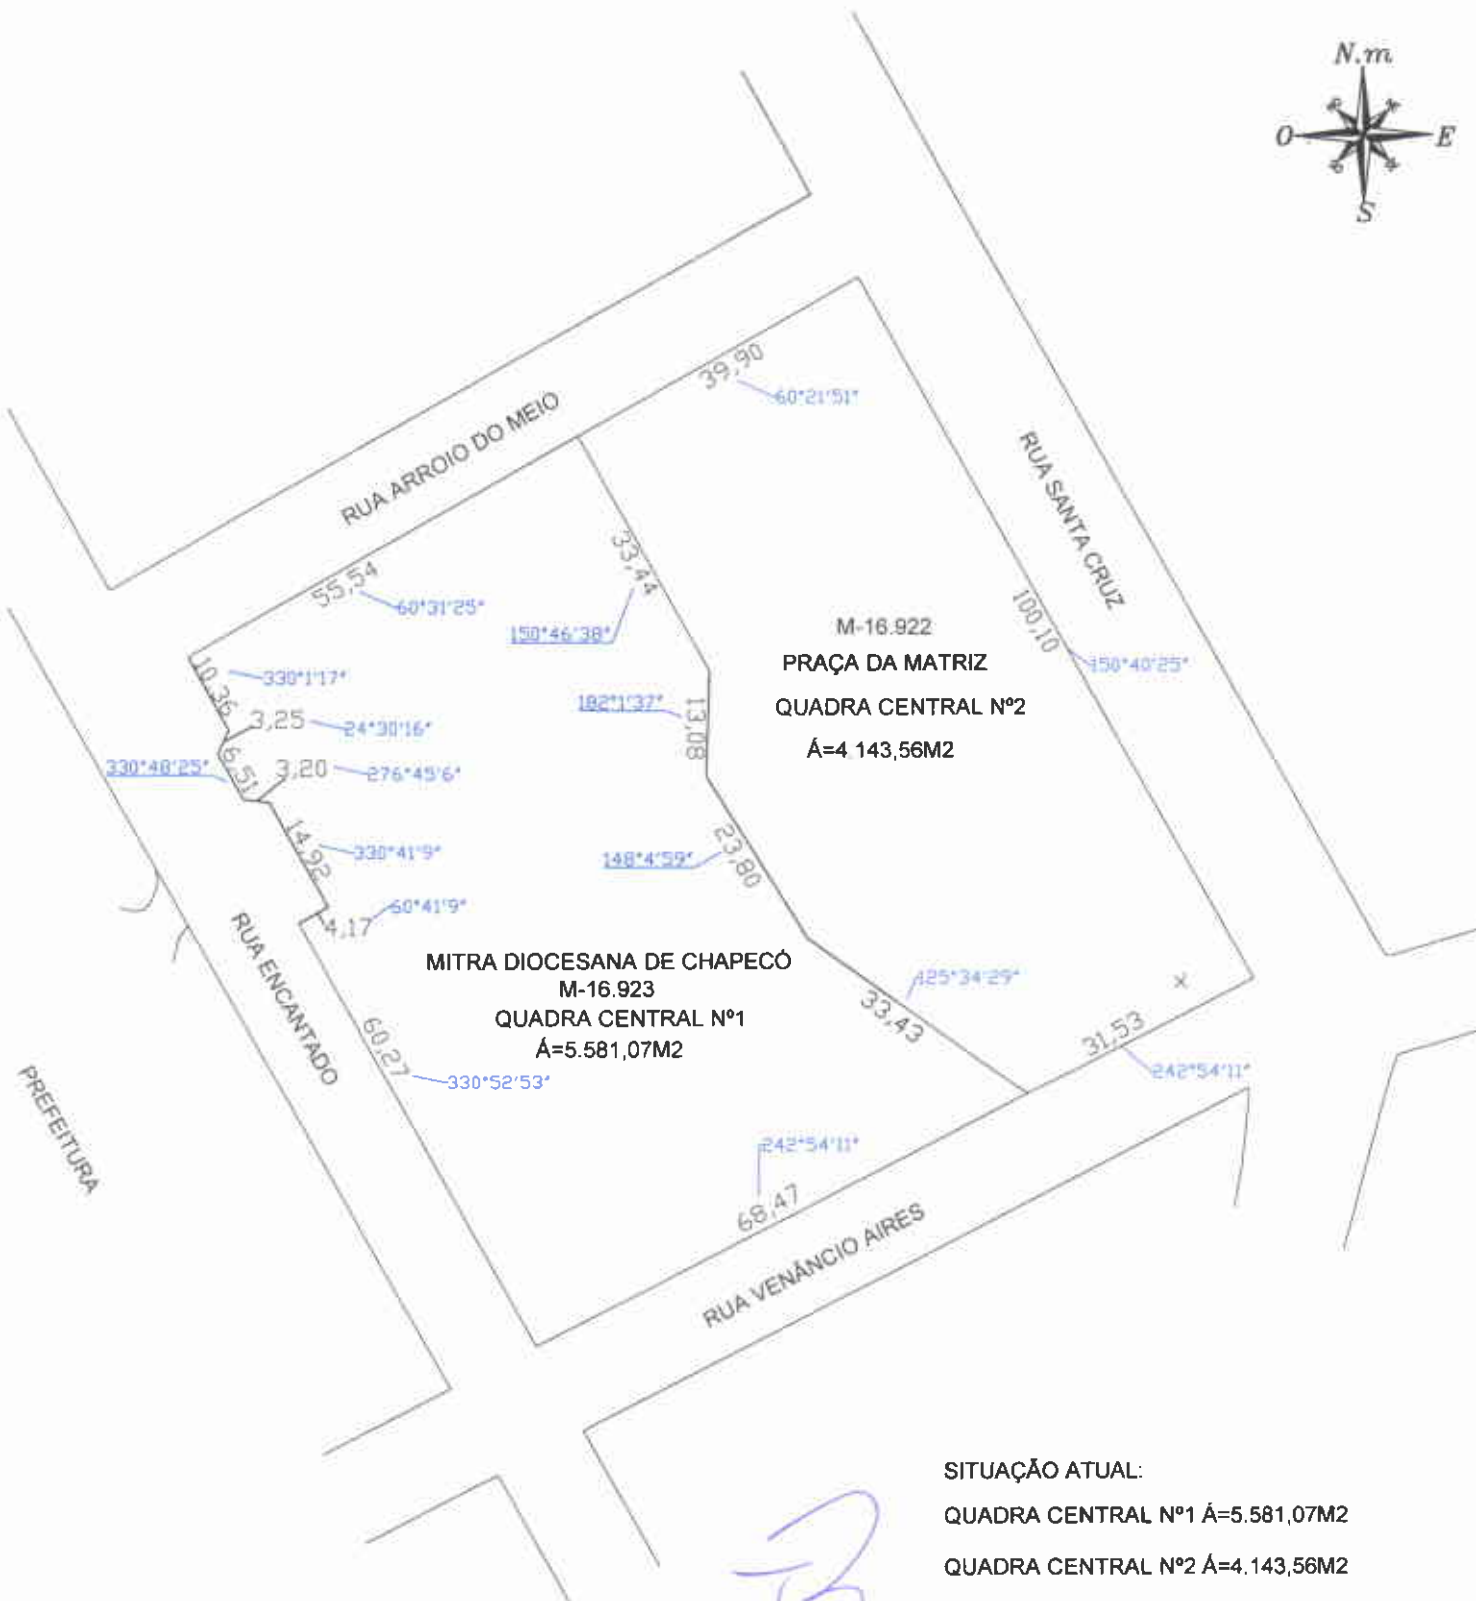 N.m
O
E
S
39,90
60°21'51"
RUA ARROIO DO MEIO
RUA SANTA CRUZ
55,54
60°31'25"
33,44
150°46'38"
100,10
150°40'25"
M-16.922
PRAÇA DA MATRIZ
QUADRA CENTRAL Nº2
Á=4.143,56M2
10,36
330°1'17"
3,25
24°30'16"
182°1'37"
13,08
6,51
330°48'25"
3,20
276°45'6"
14,92
330°41'9"
148°4'59"
23,80
60°41'9"
4,17
RUA ENCANTADO
MITRA DIOCESANA DE CHAPECÓ
M-16.923
QUADRA CENTRAL Nº1
Á=5.581,07M2
125°34'29"
33,43
X
31,53
242°54'11"
60,27
330°52'53"
PREFEITURA
242°54'11"
68,47
RUA VENÂNCIO AIRES
SITUAÇÃO ATUAL:
QUADRA CENTRAL Nº1 Á=5.581,07M2
QUADRA CENTRAL Nº2 Á=4.143,56M2